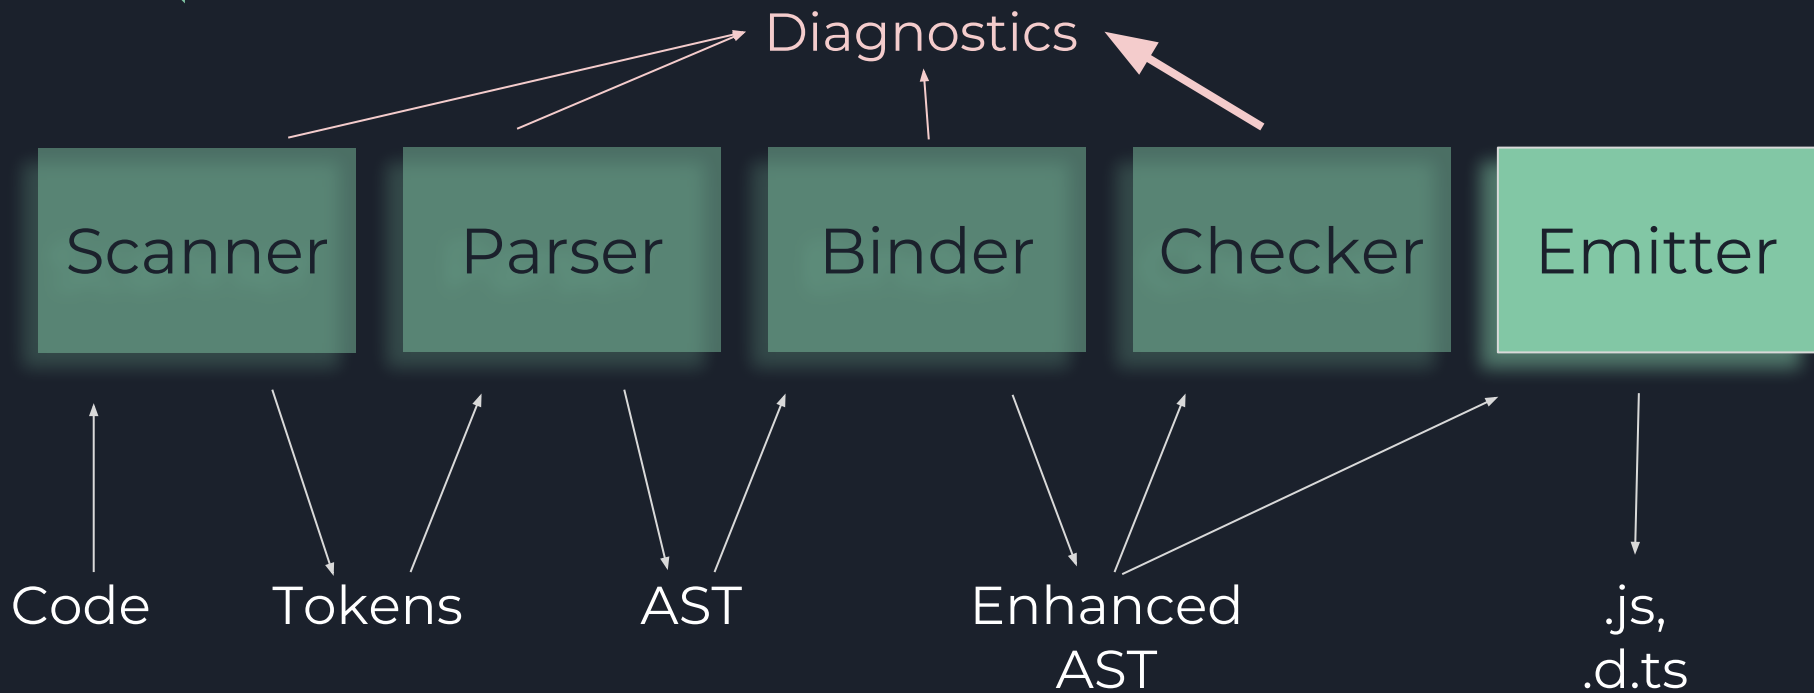 Diagnostics
Scanner
Parser
Binder
Checker
Emitter
Code
Tokens
AST
Enhanced
AST
.js,
.d.ts